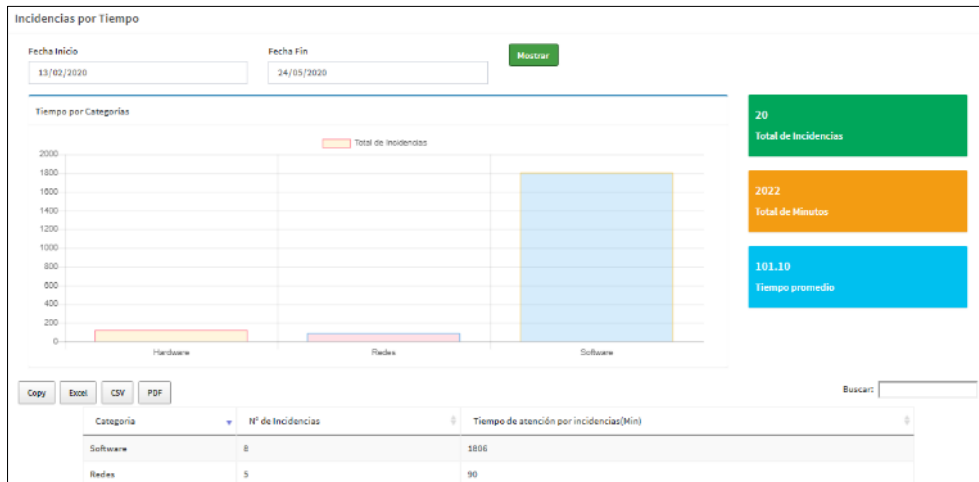 Incidencias por Tiempo
Fecha Inicio
Fecha Fin
13/02/2020
24/05/2020
Mostrar
Tiempo por Categorías
Total de Incidencias
2000
1800
1600
1400
1200
1000
800
600
400
200
0
Hardware Redes Software
20
Total de Incidencias
2022
Total de Minutos
101.10
Tiempo promedio
Copy Excel CSV PDF
Buscar:
Categoria N° de Incidencias Tiempo de atención por incidencias(Min)
Software 8 1806
Redes 5 90